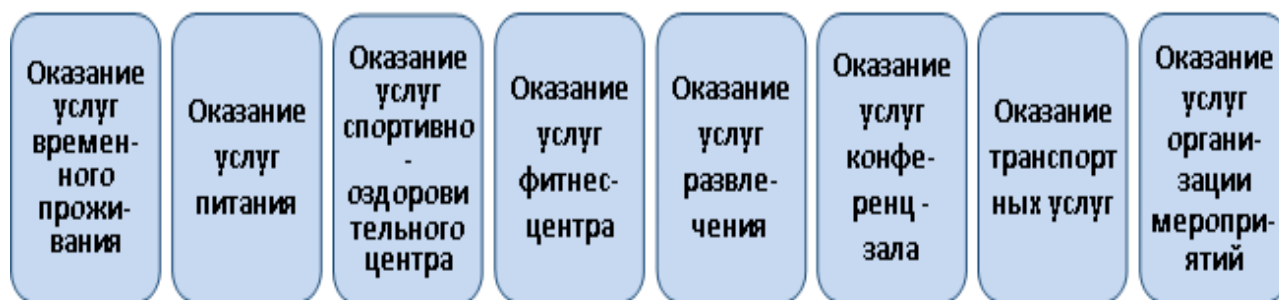 Оказание
услуг
времен-
ного
прожи-
вания
Оказание
услуг
питания
Оказание
услуг
спортивно
-
оздорови
тельного
центра
Оказание
услуг
фитнес-
центра
Оказание
услуг
развле-
чения
Оказание
услуг
конфе-
ренц -
зала
Оказание
транспорт
ных услуг
Оказание
услуг
органи-
зации
меропри-
ятий